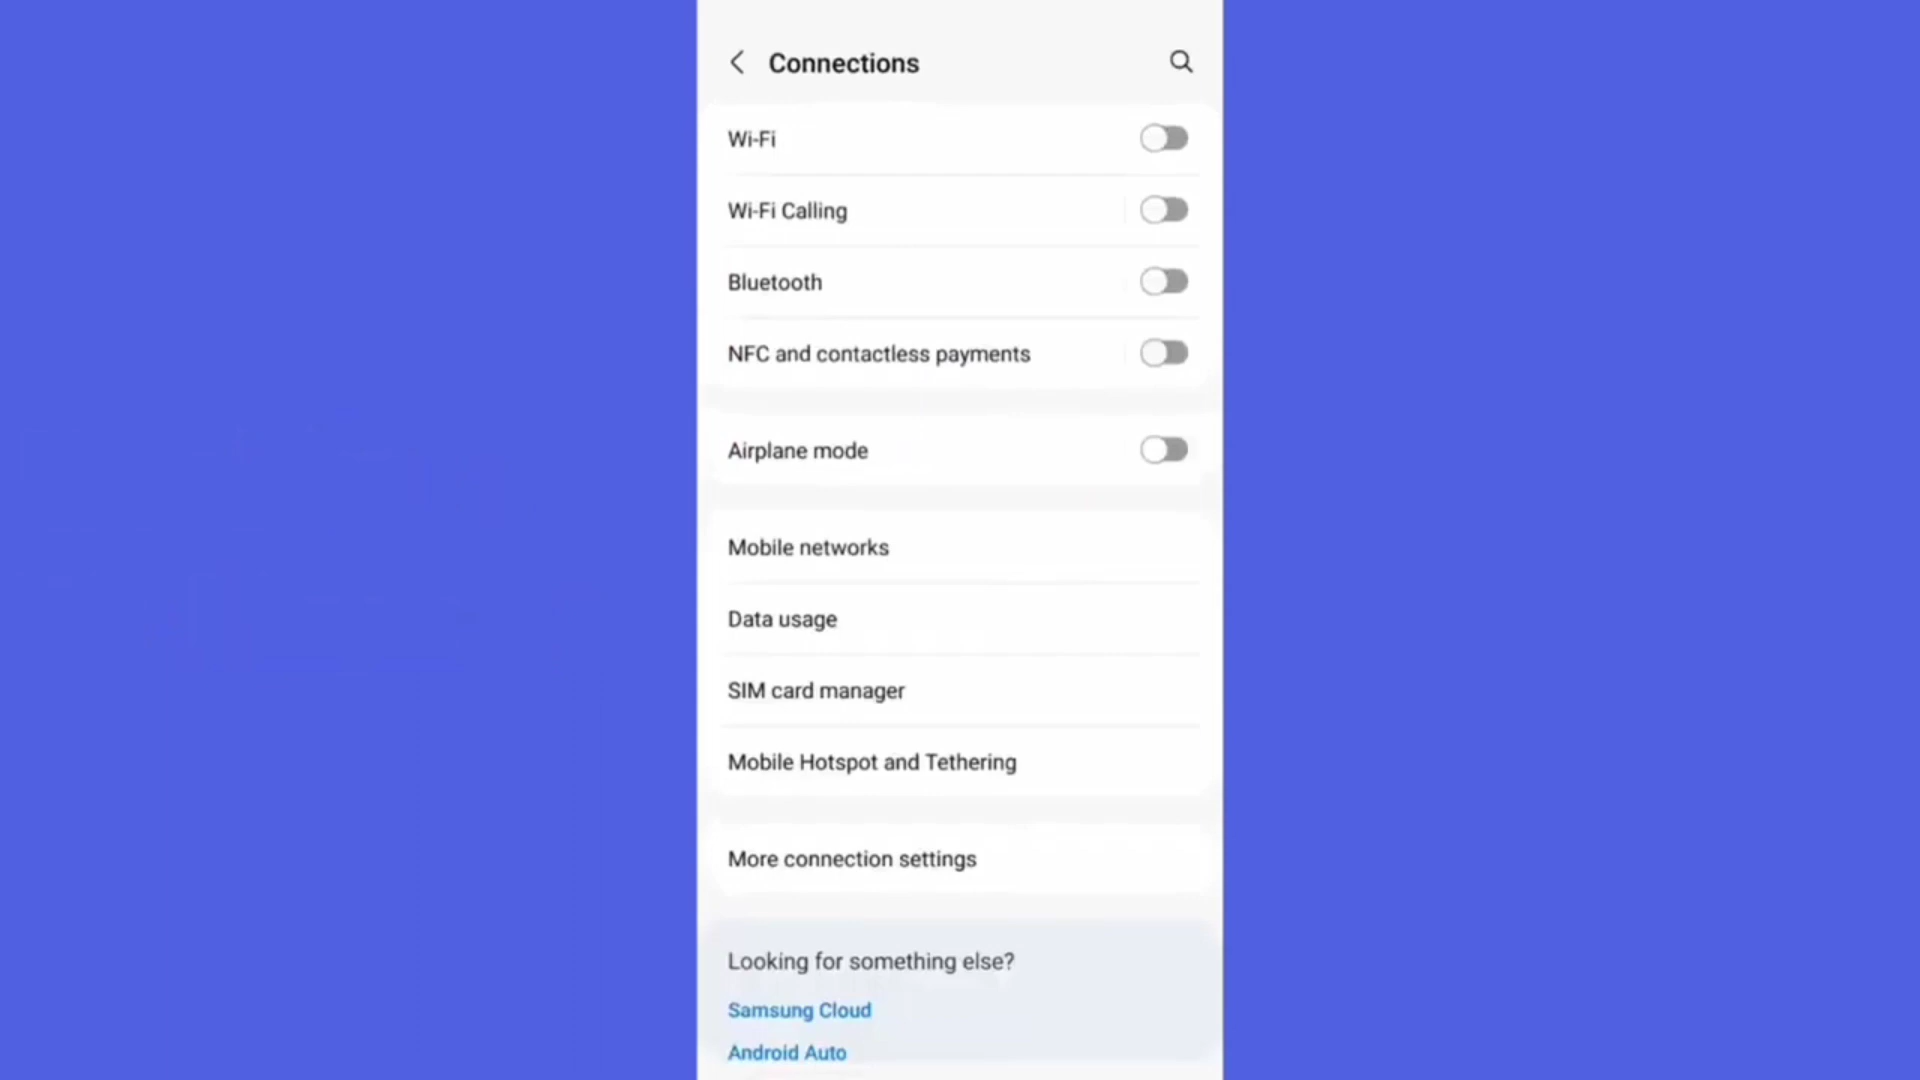 Connections
Wi-Fi
Wi-Fi Calling
Bluetooth
NFC and contactless payments
Airplane mode
Mobile networks
Data usage
SIM card manager
Mobile Hotspot and Tethering
More connection settings
Looking for something else?
Samsung Cloud
Android Auto